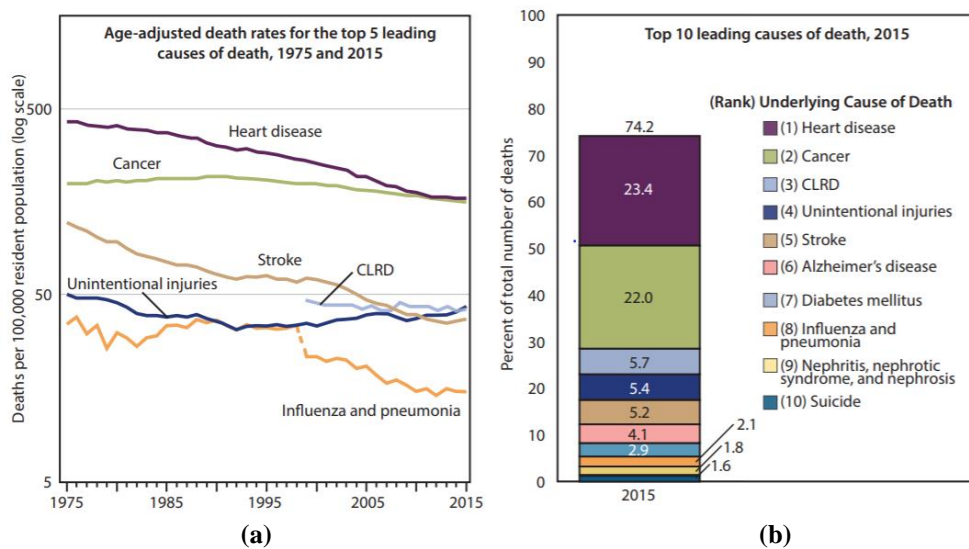 Age-adjusted death rates for the top 5 leading
causes of death, 1975 and 2015
Deaths per 100,000 resident population (log scale)
500
50
5
Heart disease
Cancer
Stroke
CLRD
Unintentional injuries
Influenza and pneumonia
1975
1985
1995
2005
2015
(a)
Top 10 leading causes of death, 2015
Percent of total number of deaths
100
90
80
70
60
50
40
30
20
10
0
74.2
23.4
22.0
5.7
5.4
5.2
4.1
2.9
2.1
1.8
1.6
2015
(Rank) Underlying Cause of Death
(1) Heart disease
(2) Cancer
(3) CLRD
(4) Unintentional injuries
(5) Stroke
(6) Alzheimer's disease
(7) Diabetes mellitus
(8) Influenza and
pneumonia
(9) Nephritis, nephrotic
syndrome, and nephrosis
(10) Suicide
(b)